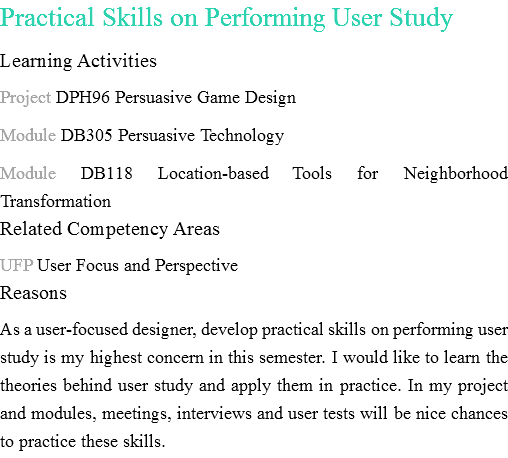 Practical Skills on Performing User Study
Learning Activities
Project DPH96 Persuasive Game Design
Module DB305 Persuasive Technology
Module DB118 Location-based Tools for Neighborhood
Transformation
Related Competency Areas
UFP User Focus and Perspective
Reasons
As a user-focused designer, develop practical skills on performing user
study is my highest concern in this semester. I would like to learn the
theories behind user study and apply them in practice. In my project
and modules, meetings, interviews and user tests will be nice chances
to practice these skills.